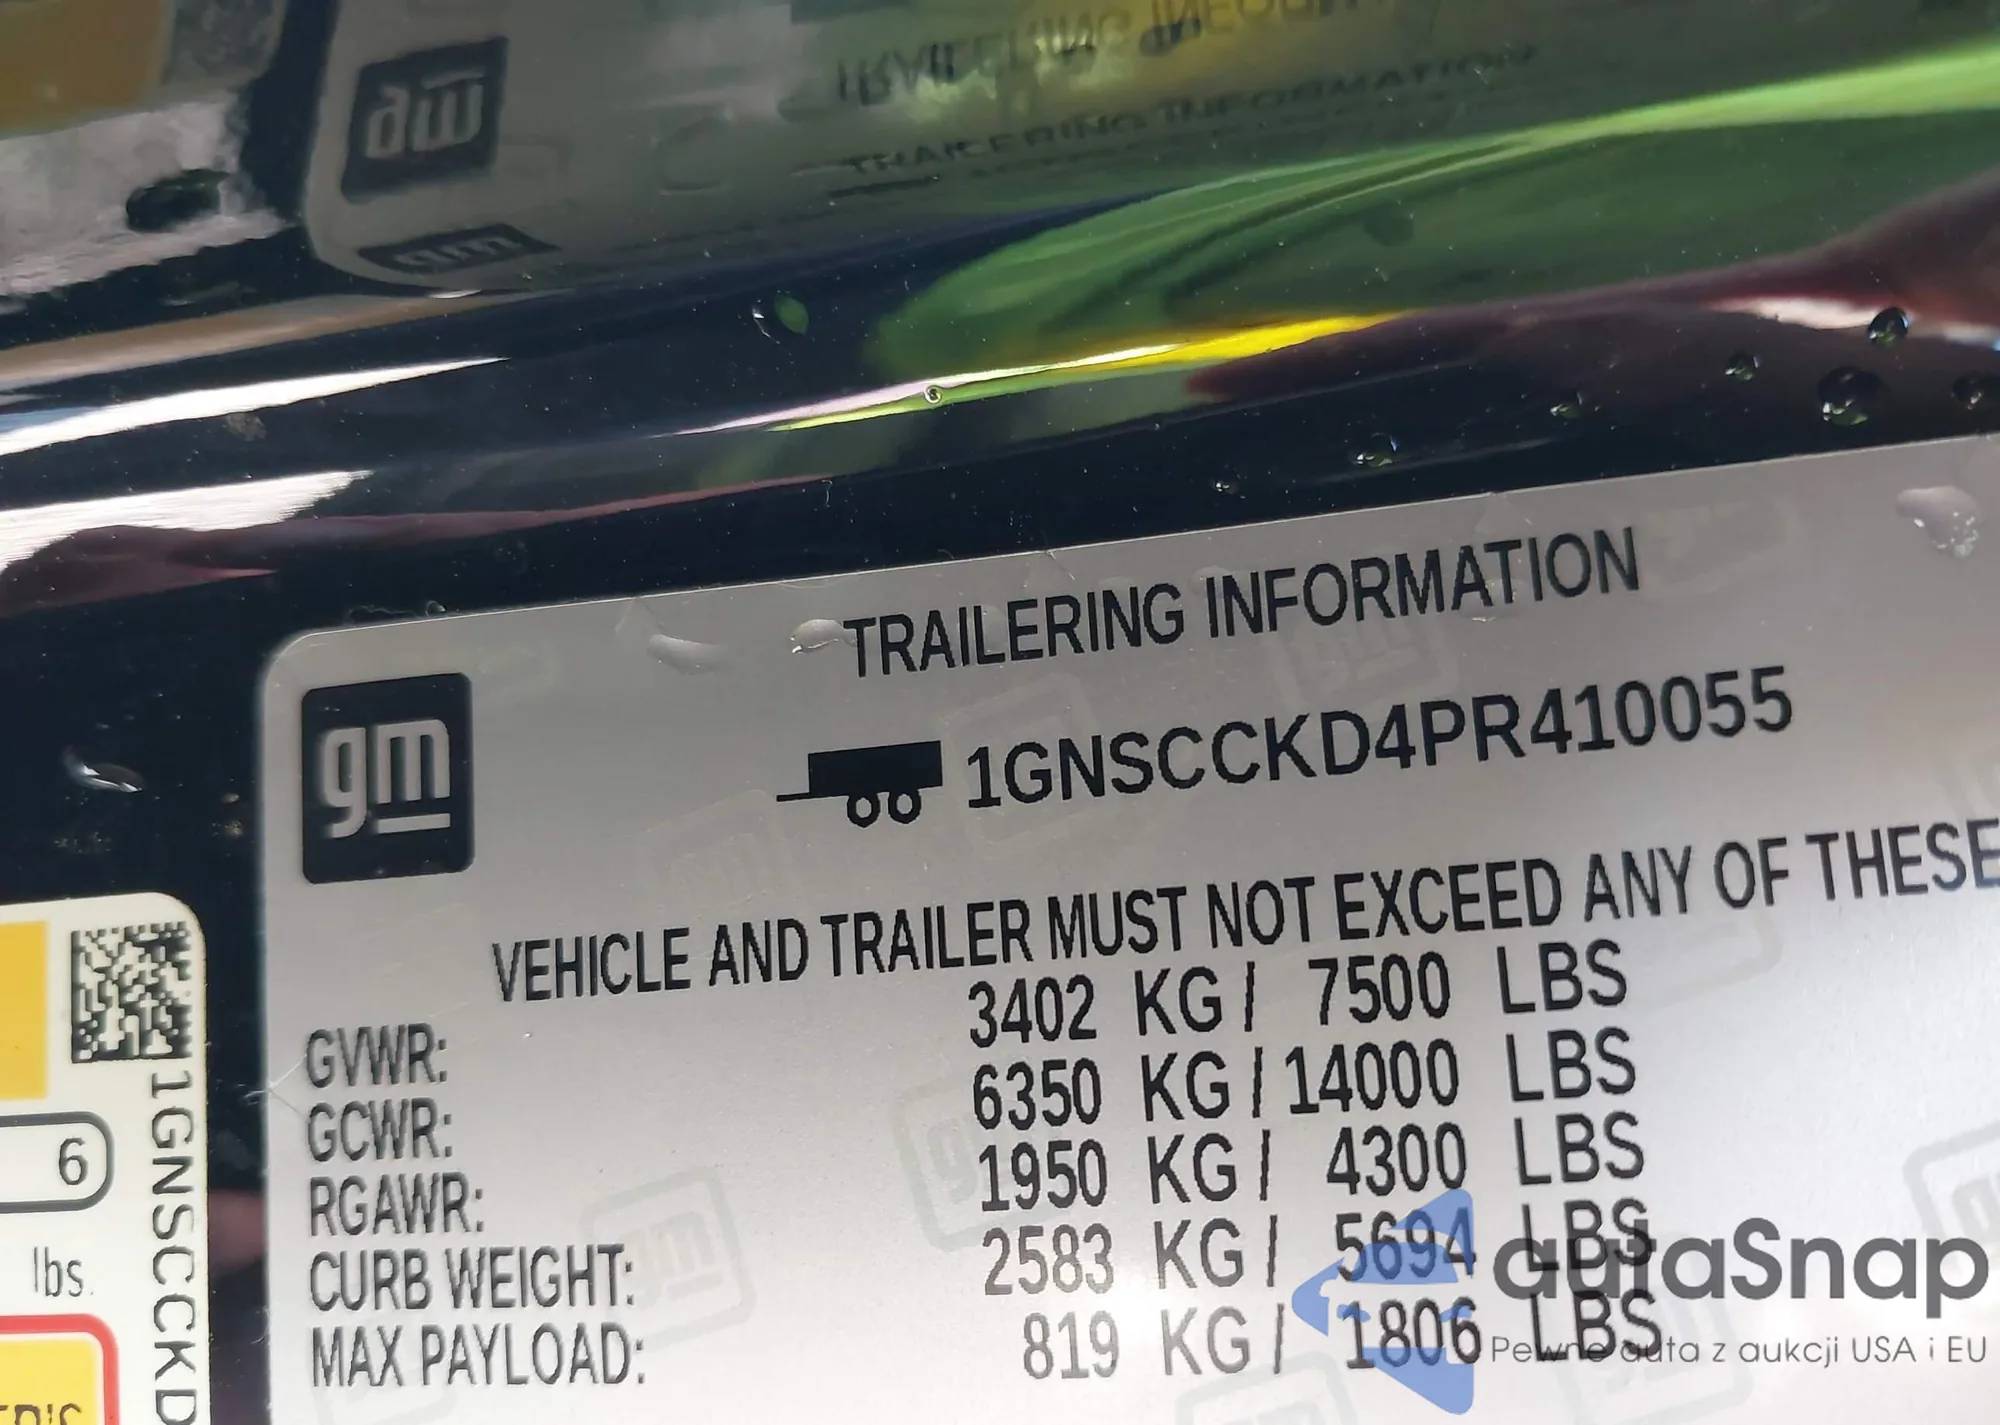 TRAILERING INFORMATION
gm
1GNSCCKD4PR410055
VEHICLE AND TRAILER MUST NOT EXCEED ANY OF THESE
GVWR: 3402 KG / 7500 LBS
GCWR: 6350 KG / 14000 LBS
RGAWR: 1950 KG / 4300 LBS
CURB WEIGHT: 2583 KG / 5694 LBS
MAX PAYLOAD: 819 KG / 1806 LBS
6
lbs.
1GNSCCKD
autaSnap
Pewne auta z aukcji USA i EU